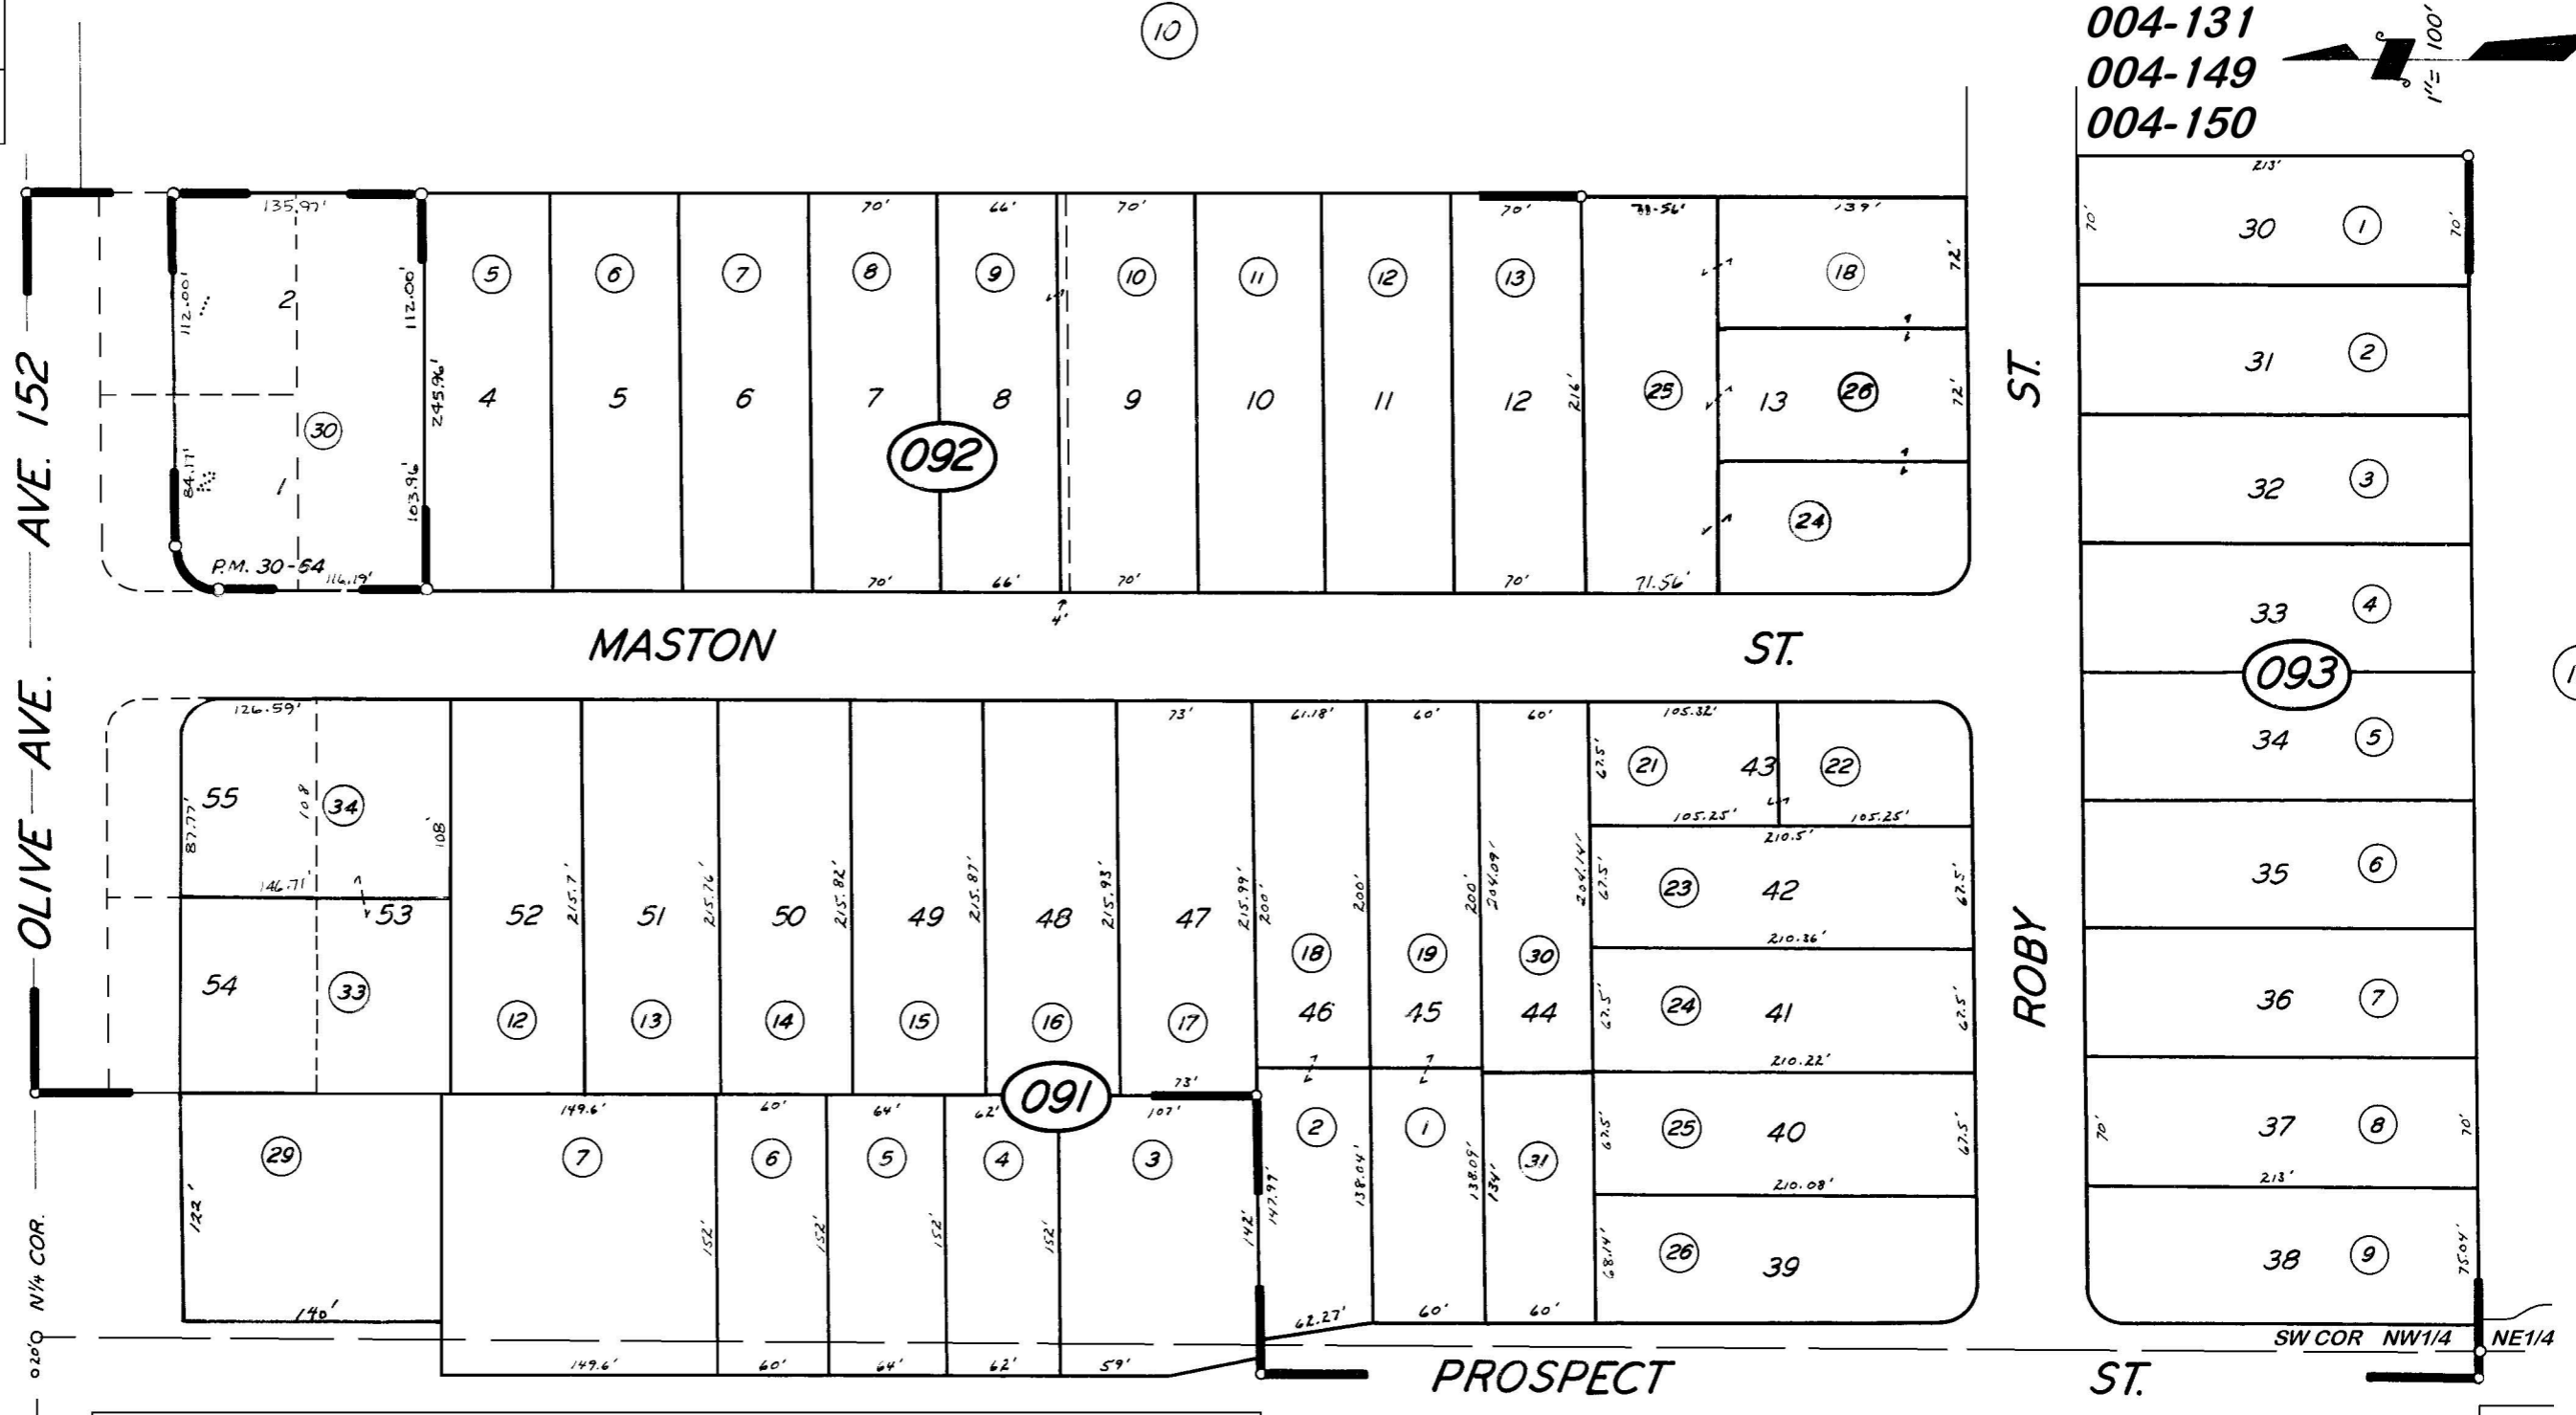 10
004-131
004-149
004-150
1"= 100'
135.97' 70' 66' 70' 70' 139'
213'
112.00' 2 112.00' 245.96' 103.96' 84.17' 1 30
P.M. 30-54
116.19'
5 6 7 8 9 10 11 12 13
4 5 6 7 8 9 10 11 12 216' 25 13
18 72'
26 72'
24
092
70' 66' 70' 70' 71.56'
4'
OLIVE AVE. AVE. 152
MASTON ST.
ROBY ST.
70' 30 1 70'
31 2
32 3
33 4
093
34 5
35 6
36 7
70' 37 8 70'
213'
38 9 75.04'
126.59' 73' 61.18' 60' 60' 105.32'
55 87.77' 108 34 108'
146.71'
53
54 33
52 215.7' 51 215.76' 50 215.82' 49 215.87' 48 215.93' 47 215.99' 200' 200' 200' 204.09' 204.14'
12 13 14 15 16 17
18 19 30
46 45 44
67.5' 21 43 22
105.25' 105.25'
210.5'
67.5' 23 42 67.5'
210.36'
67.5' 24 41 67.5'
210.22'
67.5' 25 40 67.5'
210.08'
68.14' 26 39
73'
091
149.6' 60' 64' 62' 107'
29 7 6 5 4 3 2 1 31
122' 152' 152' 152' 152' 142' 147.99' 138.04' 138.09' 134'
140'
62.27' 60' 60'
149.6' 60' 64' 62' 59'
N1/4 COR.
020
SW COR NW1/4 NE1/4
PROSPECT ST.